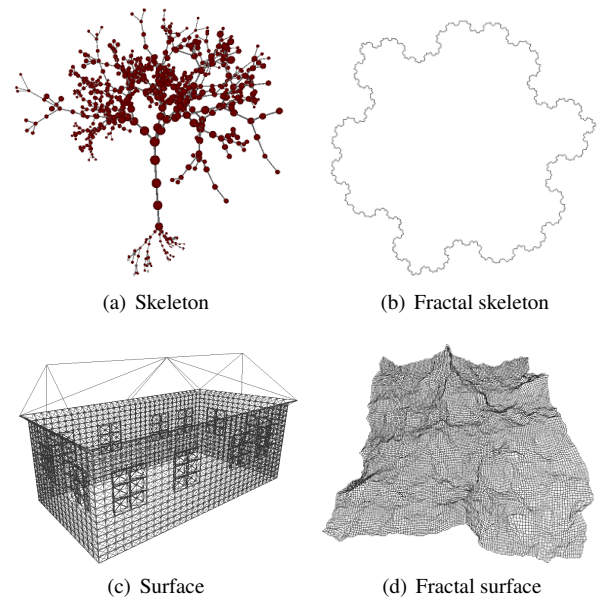 (a) Skeleton
(b) Fractal skeleton
(c) Surface
(d) Fractal surface